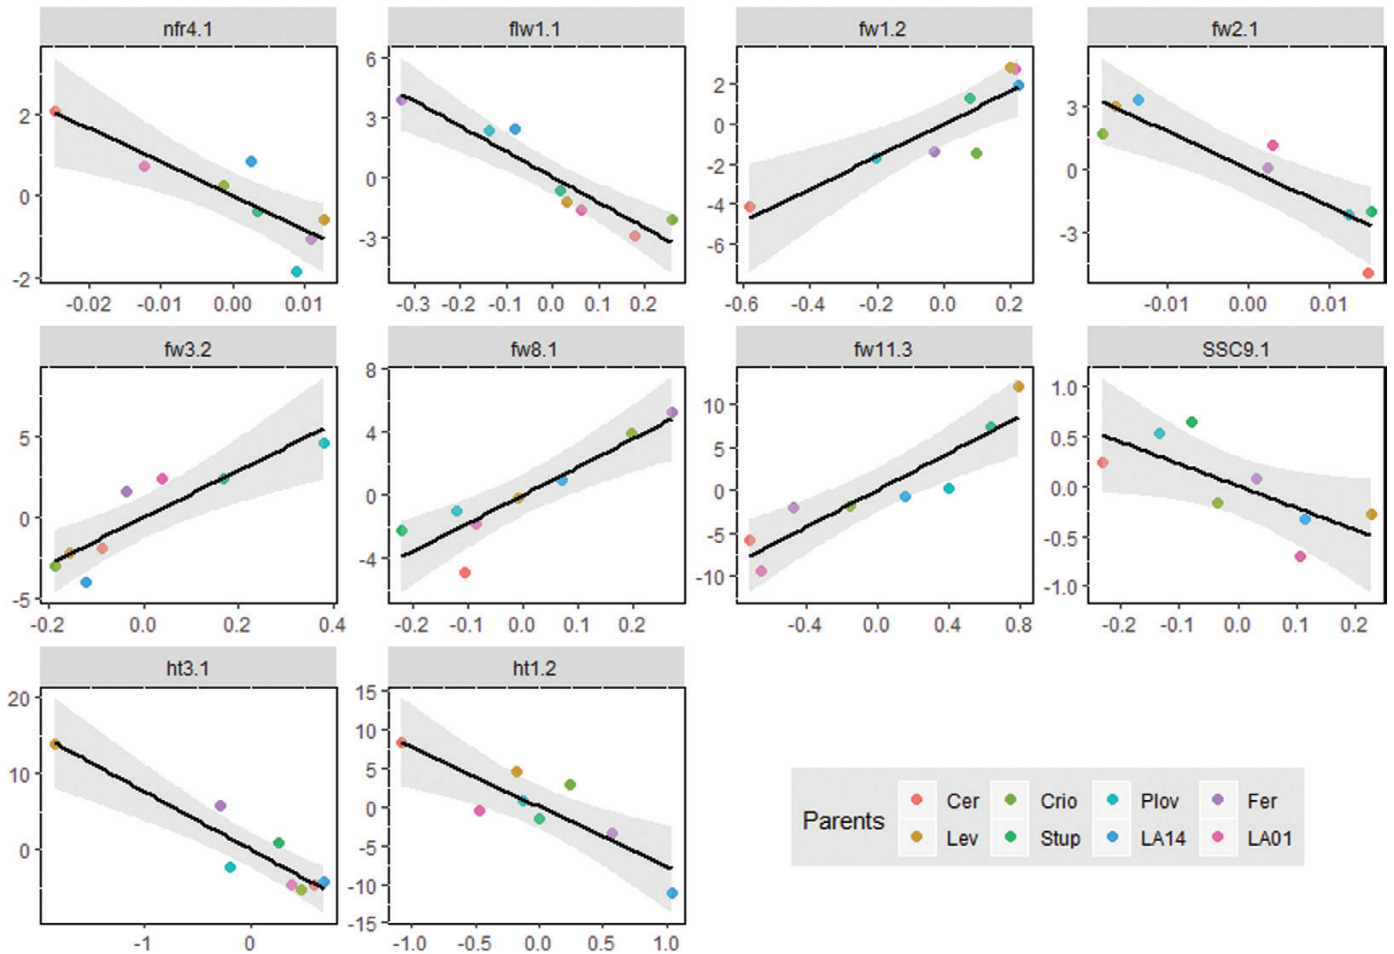 nfr4.1 flw1.1 fw1.2 fw2.1
2
0
-2
-0.02 -0.01 0.00 0.01
6
3
0
-3
-0.3 -0.2 -0.1 0.0 0.1 0.2
2
0
-2
-4
-6
-0.6 -0.4 -0.2 0.0 0.2
3
0
-3
-0.01 0.00 0.01
fw3.2 fw8.1 fw11.3 SSC9.1
5
0
-5
-0.2 0.0 0.2 0.4
8
4
0
-4
-0.2 -0.1 0.0 0.1 0.2
10
5
0
-5
-10
-0.4 0.0 0.4 0.8
1.0
0.5
0.0
-0.5
-1.0
-0.2 -0.1 0.0 0.1 0.2
ht3.1 ht1.2
20
10
0
-1 0
15
10
5
0
-5
-10
-15
-1.0 -0.5 0.0 0.5 1.0
Parents
Cer Crio Plov Fer
Lev Stup LA14 LA01